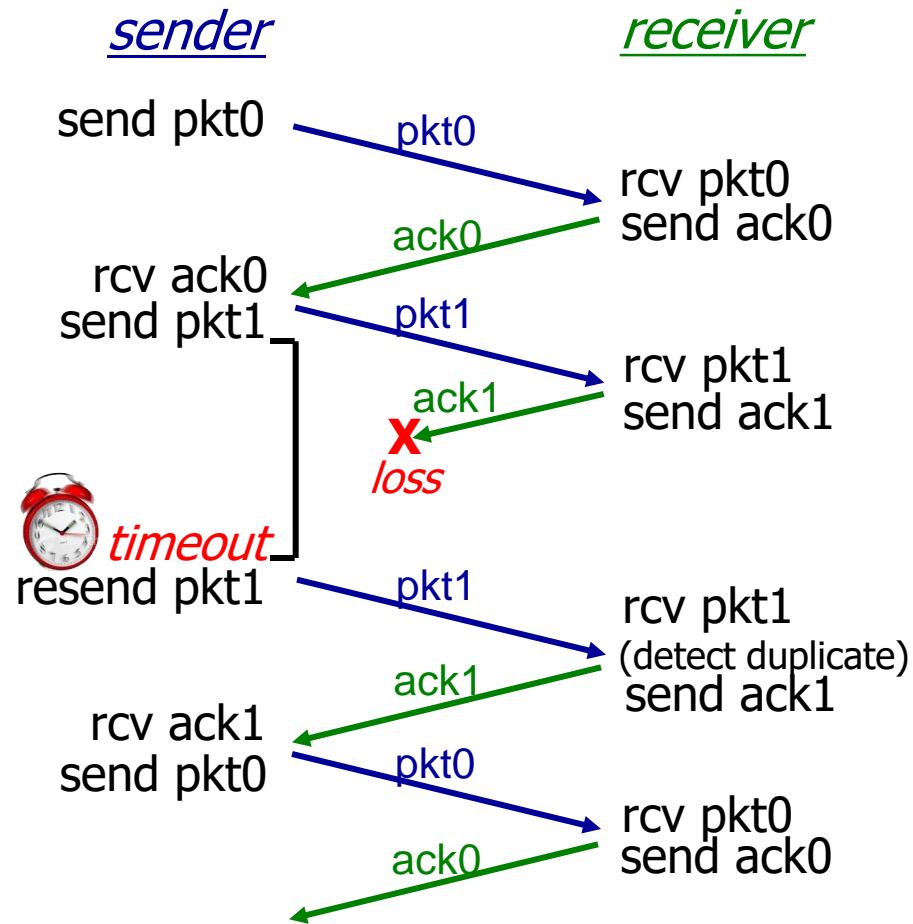 sender
receiver
send pkt0
pkt0
rcv pkt0
send ack0
ack0
rcv ack0
send pkt1
pkt1
rcv pkt1
send ack1
ack1
X
loss
timeout
resend pkt1
pkt1
rcv pkt1
(detect duplicate)
send ack1
ack1
rcv ack1
send pkt0
pkt0
rcv pkt0
send ack0
ack0